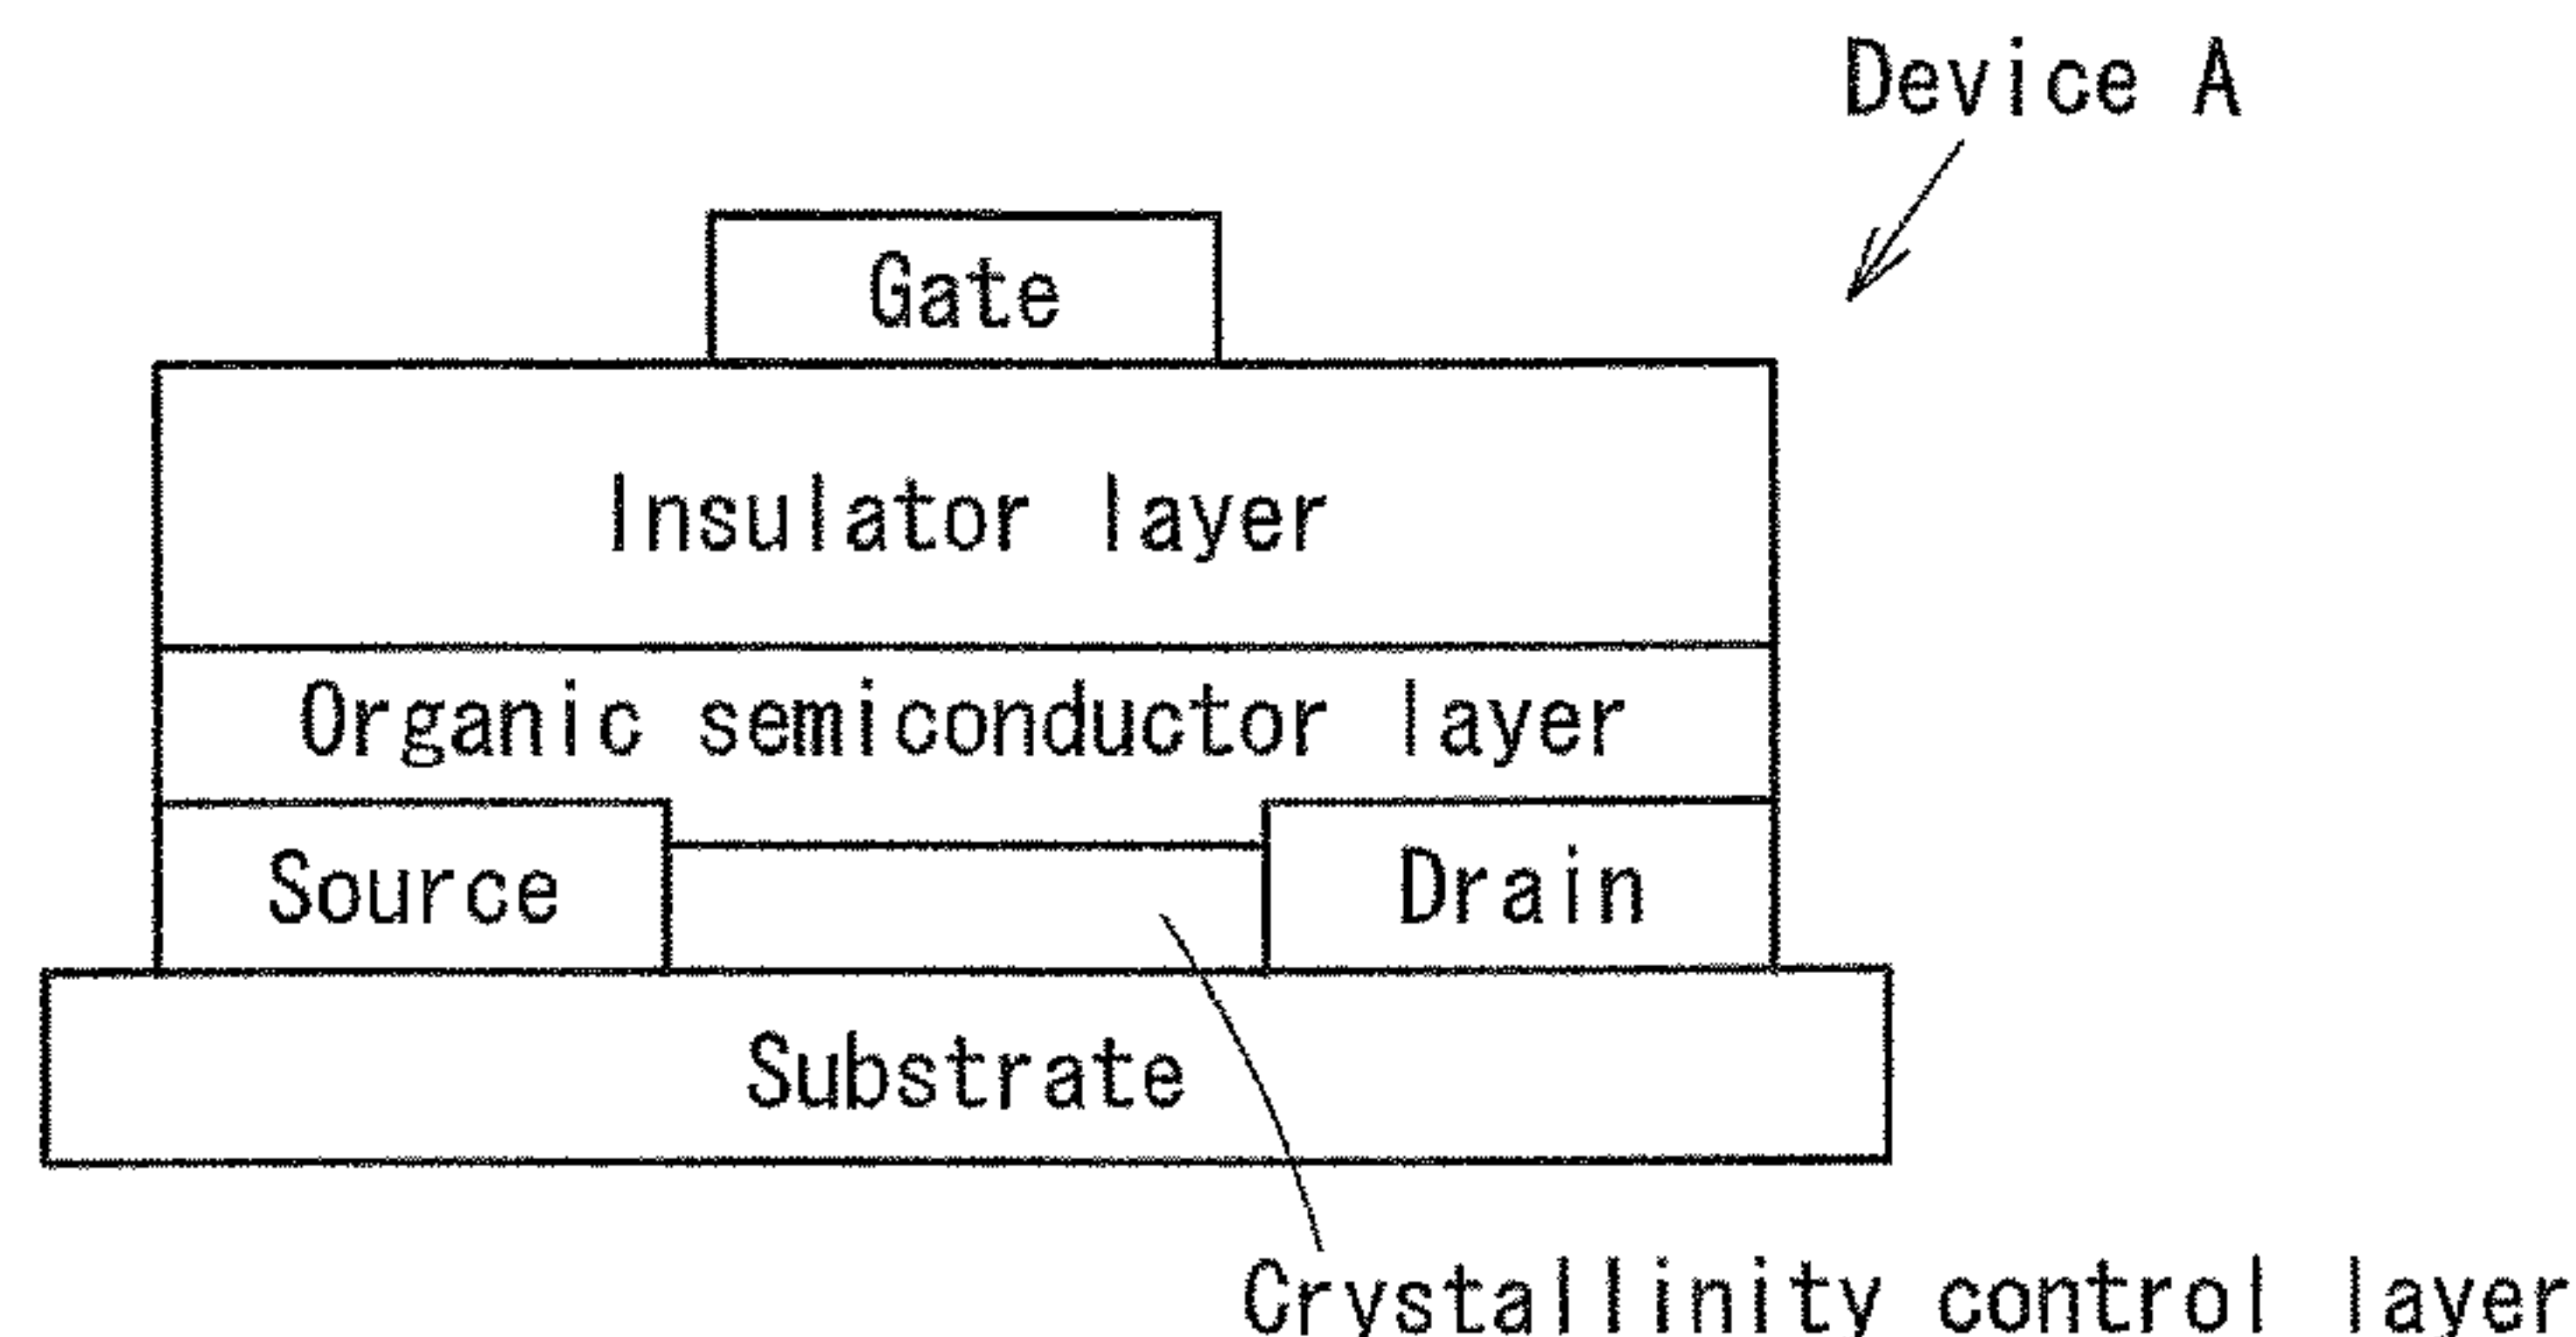 Device A
Gate
Insulator layer
Organic semiconductor layer
Source
Drain
Substrate
Crystallinity control layer